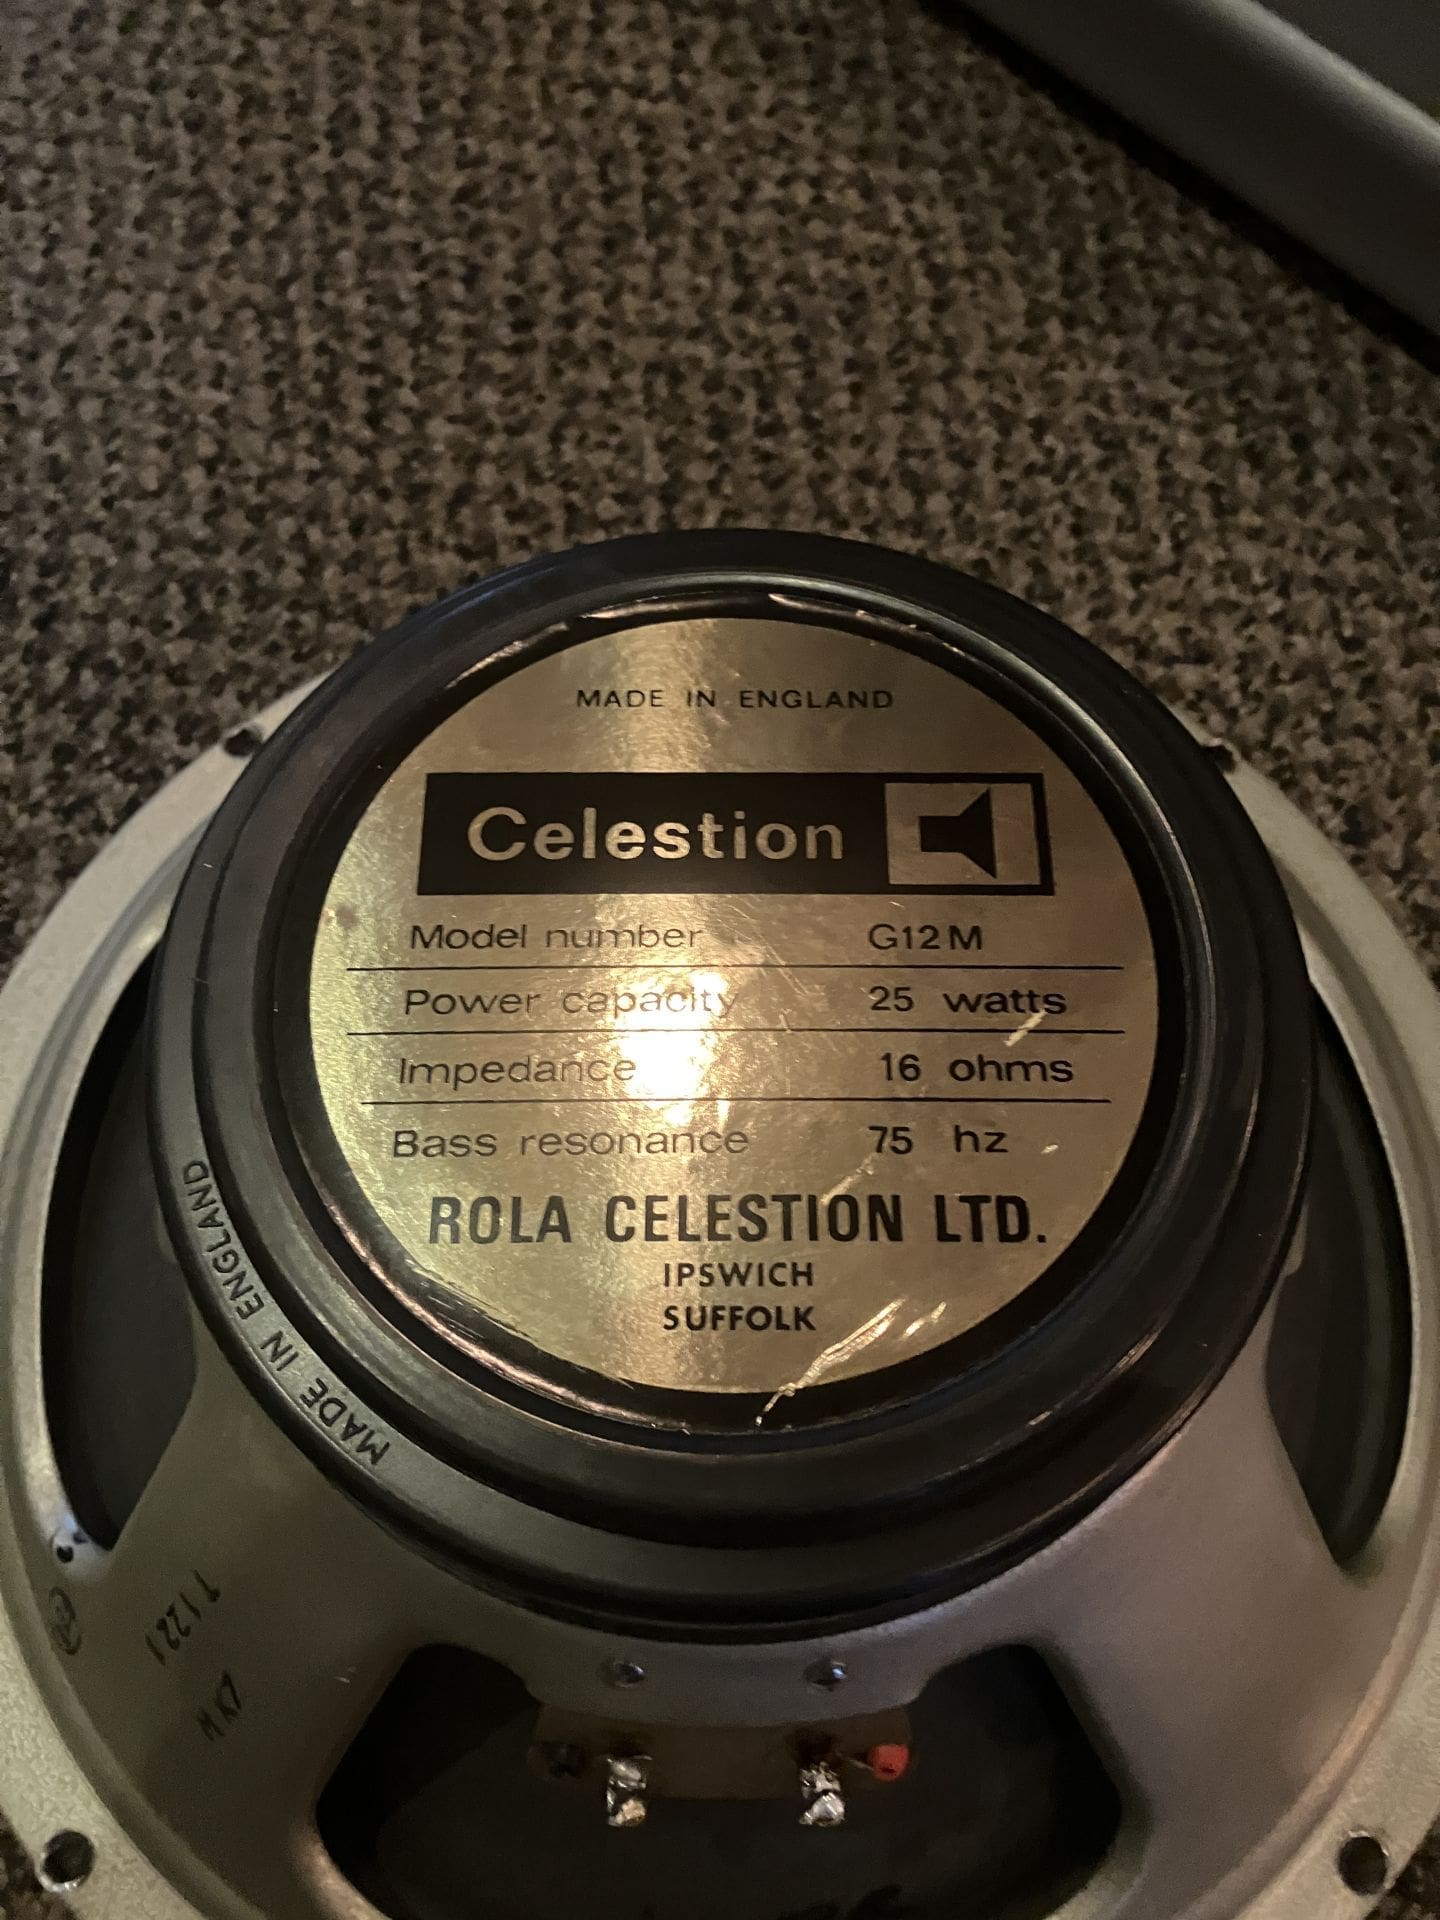 MADE IN ENGLAND
Celestion
Model number G12M
Power capacity 25 watts
Impedance 16 ohms
Bass resonance 75 hz
ROLA CELESTION LTD.
IPSWICH
SUFFOLK
MADE IN ENGLAND
T1221